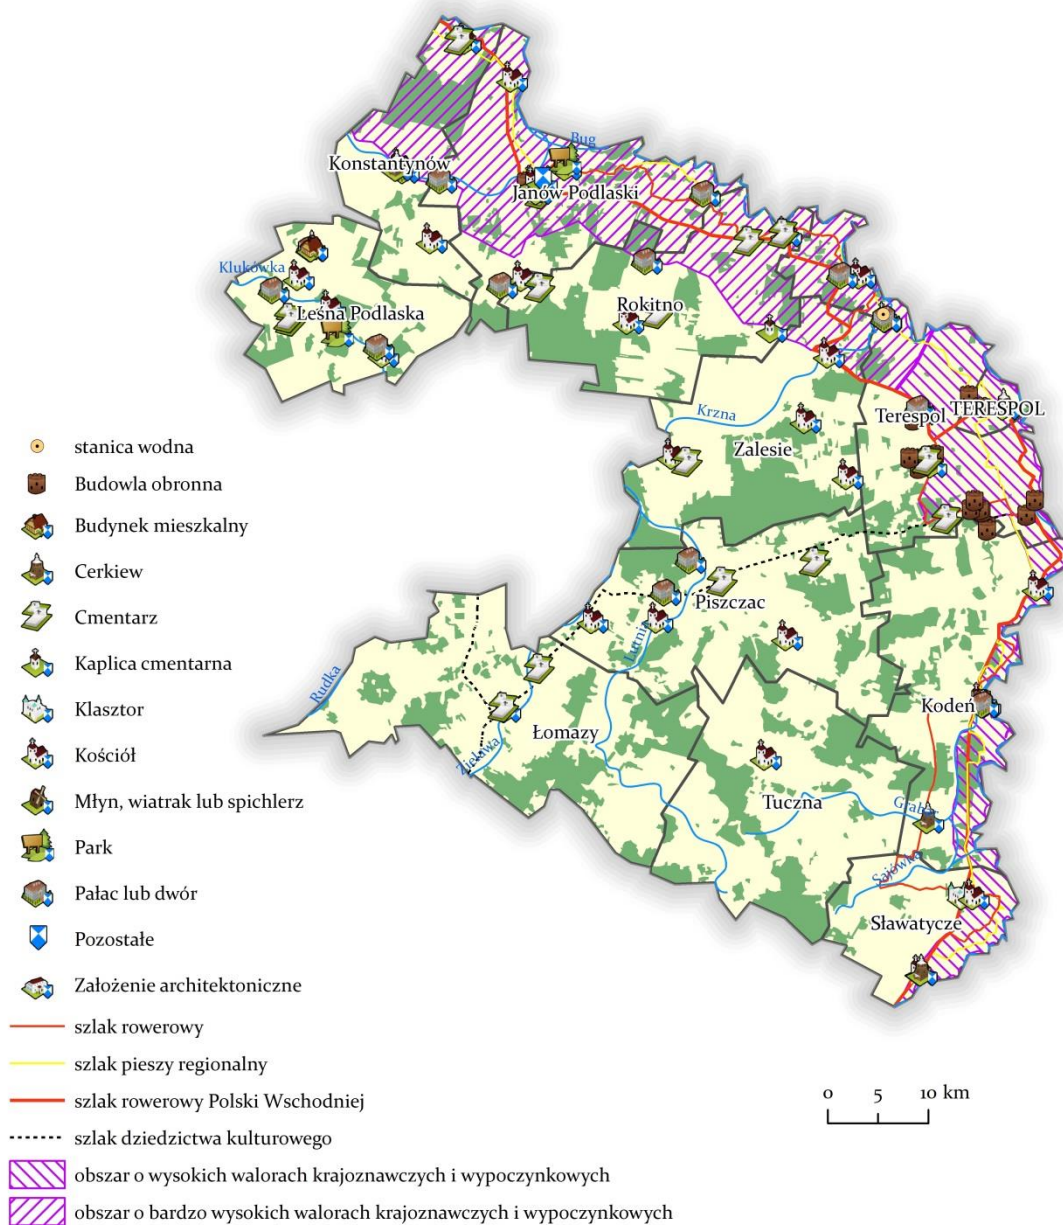 Bug
Konstantynów
Janów Podlaski
Klukówka
Leśna Podlaska
Rokitno
Krzna
Terespol
TERESPOL
Zalesie
Piszczac
Lutnia
Rudka
Zielawa
Łomazy
Kodeń
Tuczna
Sajówka
Sławatycze
stanica wodna
Budowla obronna
Budynek mieszkalny
Cerkiew
Cmentarz
Kaplica cmentarna
Klasztor
Kościół
Młyn, wiatrak lub spichlerz
Park
Pałac lub dwór
Pozostałe
Założenie architektoniczne
szlak rowerowy
szlak pieszy regionalny
szlak rowerowy Polski Wschodniej
szlak dziedzictwa kulturowego
obszar o wysokich walorach krajoznawczych i wypoczynkowych
obszar o bardzo wysokich walorach krajoznawczych i wypoczynkowych
0 5 10 km